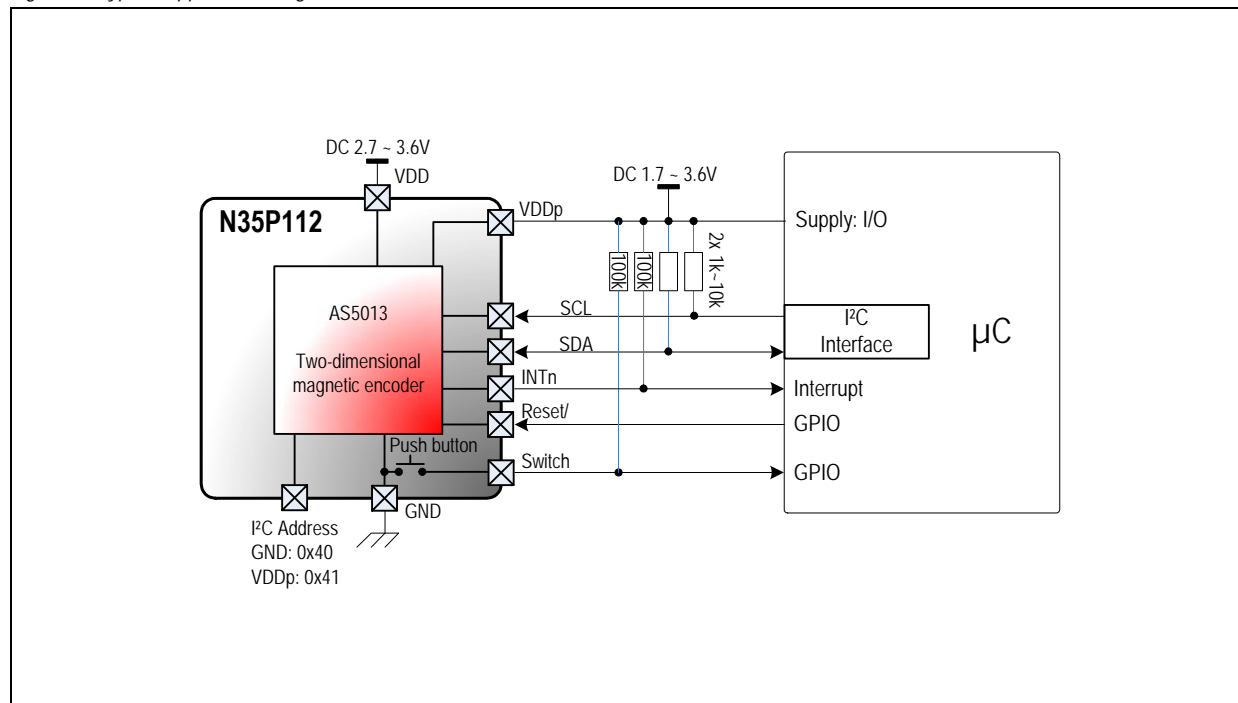 DC 2.7 ~ 3.6V
VDD
DC 1.7 ~ 3.6V
N35P112
VDDp
Supply: I/O
100k
100k
2x 1k~10k
AS5013
Two-dimensional
magnetic encoder
SCL
SDA
INTn
Reset/
Switch
I²C
Interface
µC
Interrupt
GPIO
GPIO
Push button
GND
I²C Address
GND: 0x40
VDDp: 0x41